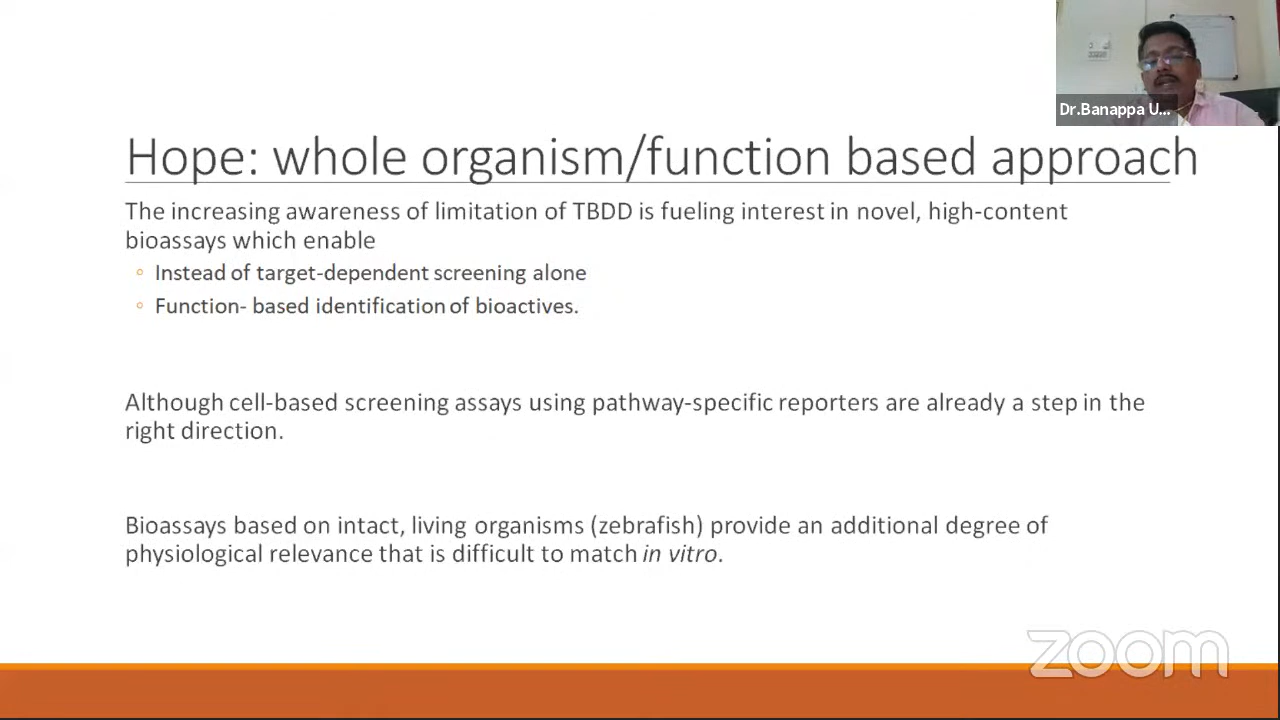 Dr.Banappa U...
Hope: whole organism/function based approach
The increasing awareness of limitation of TBDD is fueling interest in novel, high-content
bioassays which enable
◦ Instead of target-dependent screening alone
◦ Function- based identification of bioactives.
Although cell-based screening assays using pathway-specific reporters are already a step in the
right direction.
Bioassays based on intact, living organisms (zebrafish) provide an additional degree of
physiological relevance that is difficult to match in vitro.
zoom